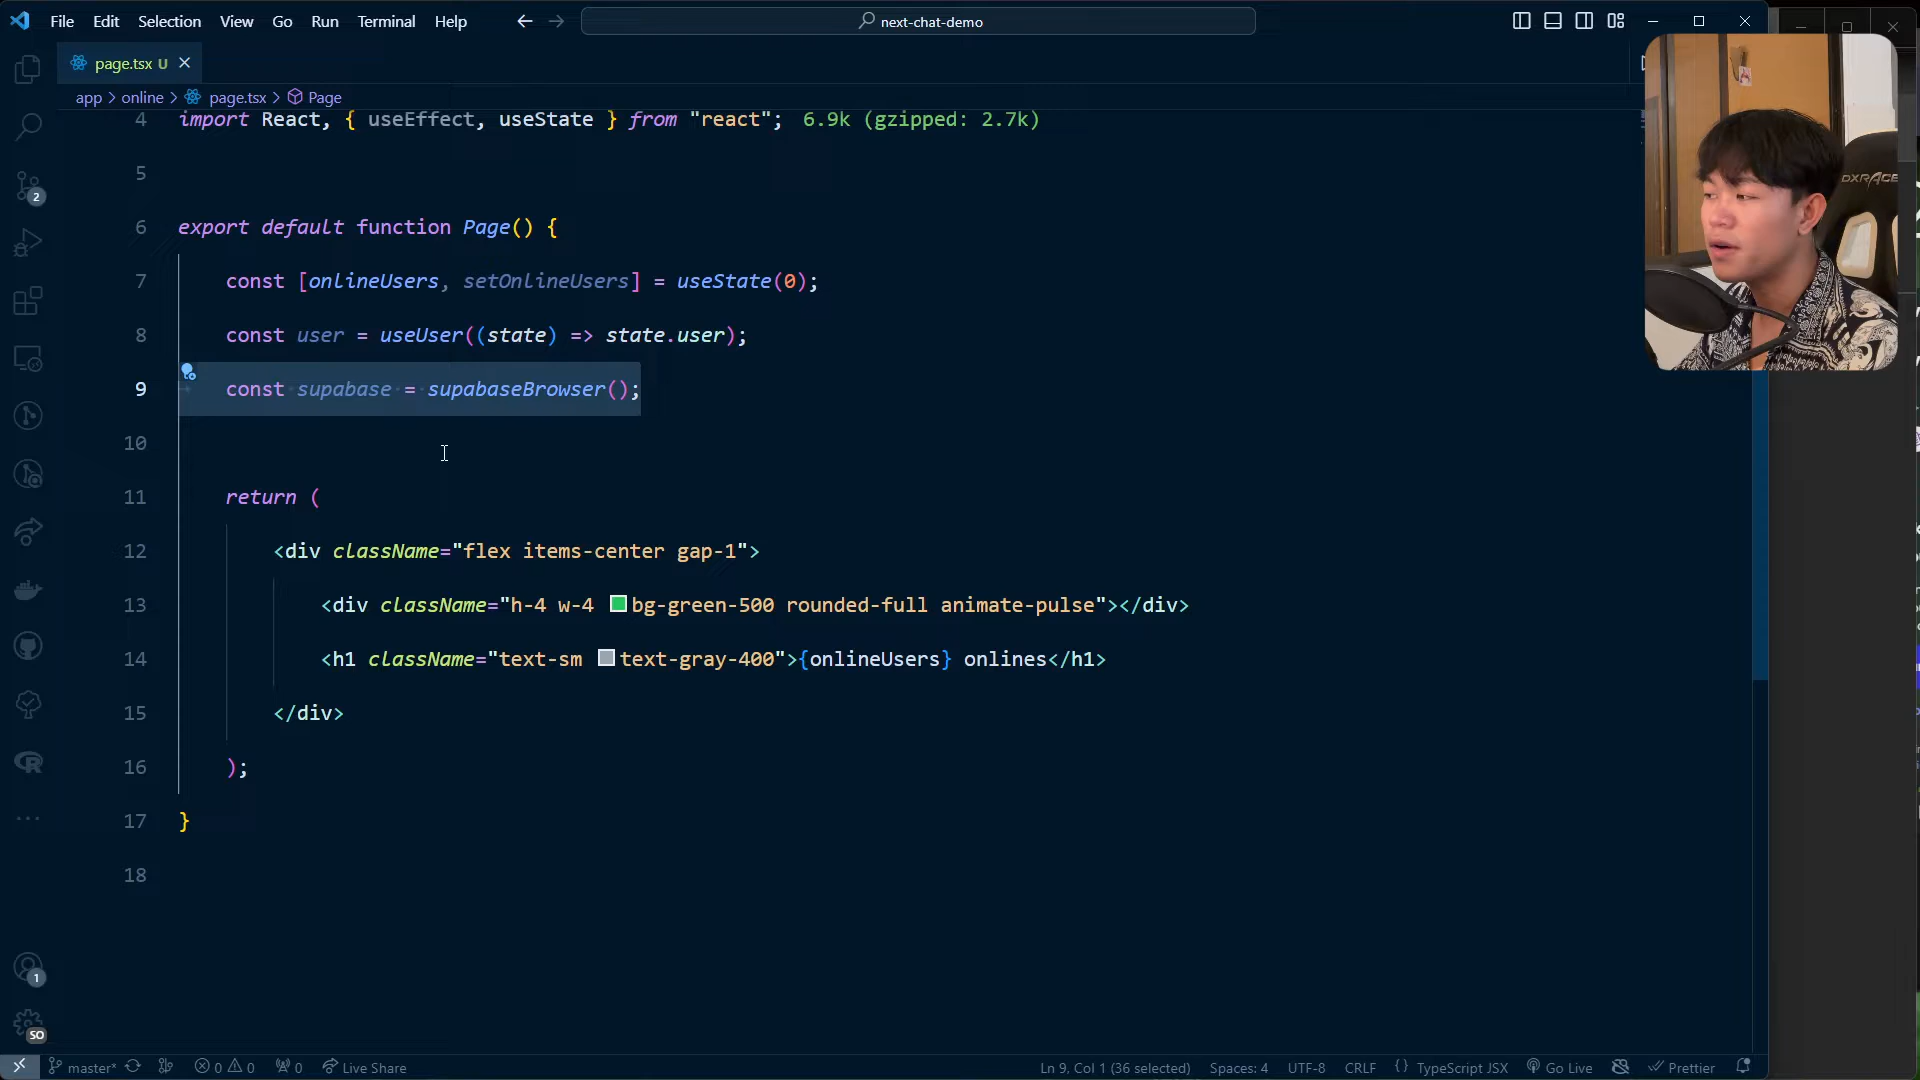 File Edit Selection View Go Run Terminal Help
next-chat-demo
page.tsx U
app > online > page.tsx > Page
4 import React, { useEffect, useState } from "react"; 6.9k (gzipped: 2.7k)
5
6 export default function Page() {
7 const [onlineUsers, setOnlineUsers] = useState(0);
8 const user = useUser((state) => state.user);
9 const supabase = supabaseBrowser();
10
11 return (
12 <div className="flex items-center gap-1">
13 <div className="h-4 w-4 bg-green-500 rounded-full animate-pulse"></div>
14 <h1 className="text-sm text-gray-400">{onlineUsers} onlines</h1>
15 </div>
16 );
17 }
18
2
1
SO
DXRACE
master* 0 0 0 Live Share Ln 9, Col 1 (36 selected) Spaces: 4 UTF-8 CRLF {} TypeScript JSX Go Live Prettier